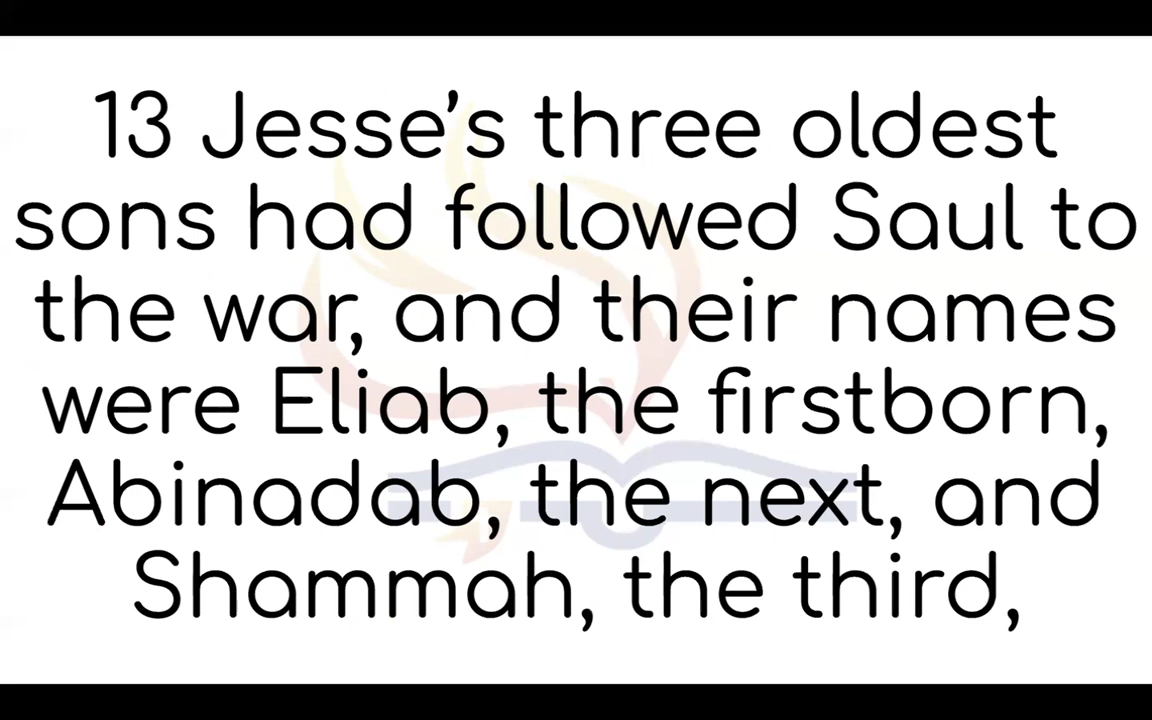 13 Jesse’s three oldest
sons had followed Saul to
the war, and their names
were Eliab, the firstborn,
Abinadab, the next, and
Shammah, the third,